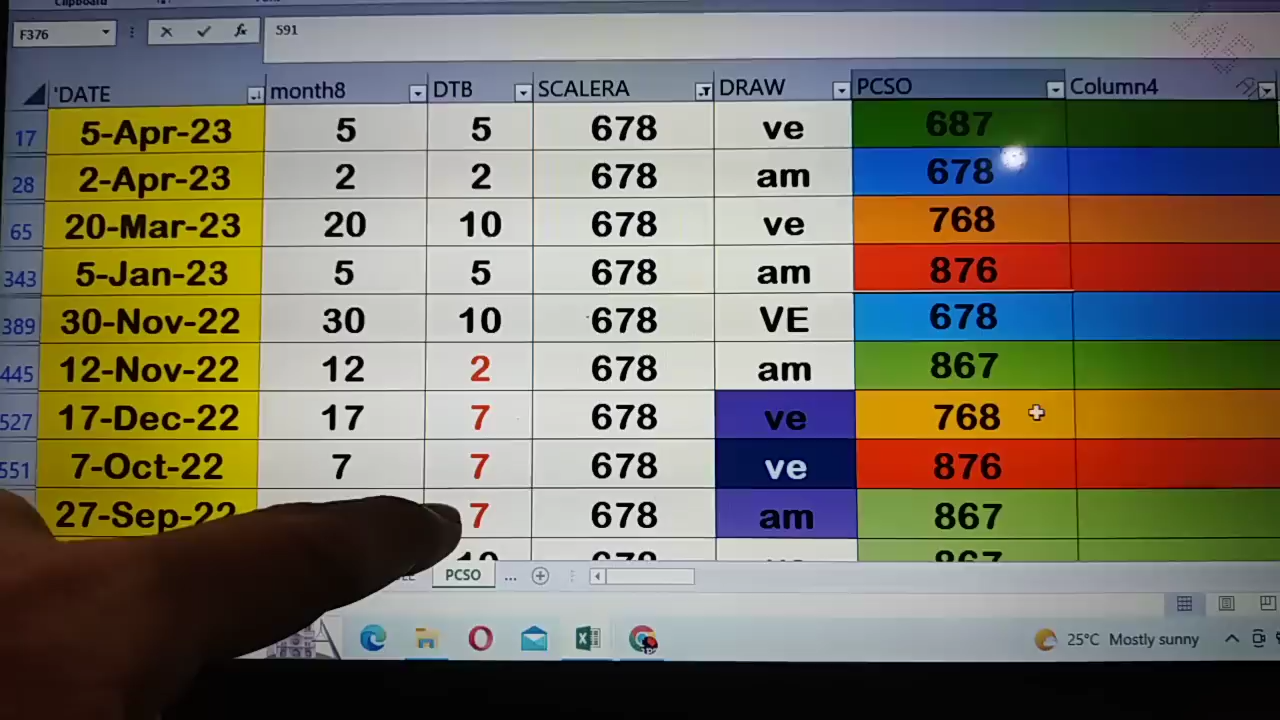 Clipboard
F376 591
'DATE month8 DTB SCALERA DRAW PCSO Column4
17 5-Apr-23 5 5 678 ve 687
28 2-Apr-23 2 2 678 am 678
65 20-Mar-23 20 10 678 ve 768
343 5-Jan-23 5 5 678 am 876
389 30-Nov-22 30 10 678 VE 678
445 12-Nov-22 12 2 678 am 867
527 17-Dec-22 17 7 678 ve 768
551 7-Oct-22 7 7 678 ve 876
27-Sep-22 7 678 am 867
10 678 867
PCSO ...
25°C Mostly sunny